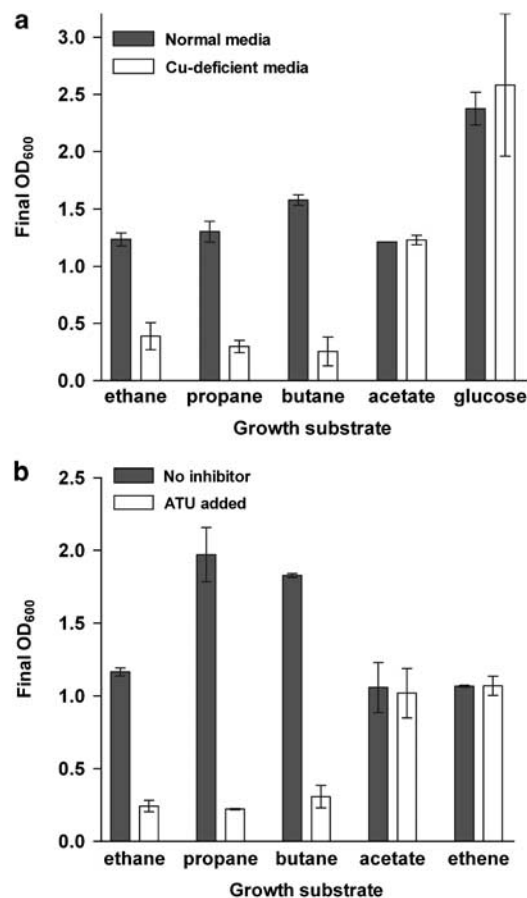 a
Normal media
Cu-deficient media
Final OD600
3.0
2.5
2.0
1.5
1.0
0.5
0.0
ethane propane butane acetate glucose
Growth substrate
b
No inhibitor
ATU added
Final OD600
2.5
2.0
1.5
1.0
0.5
0.0
ethane propane butane acetate ethene
Growth substrate